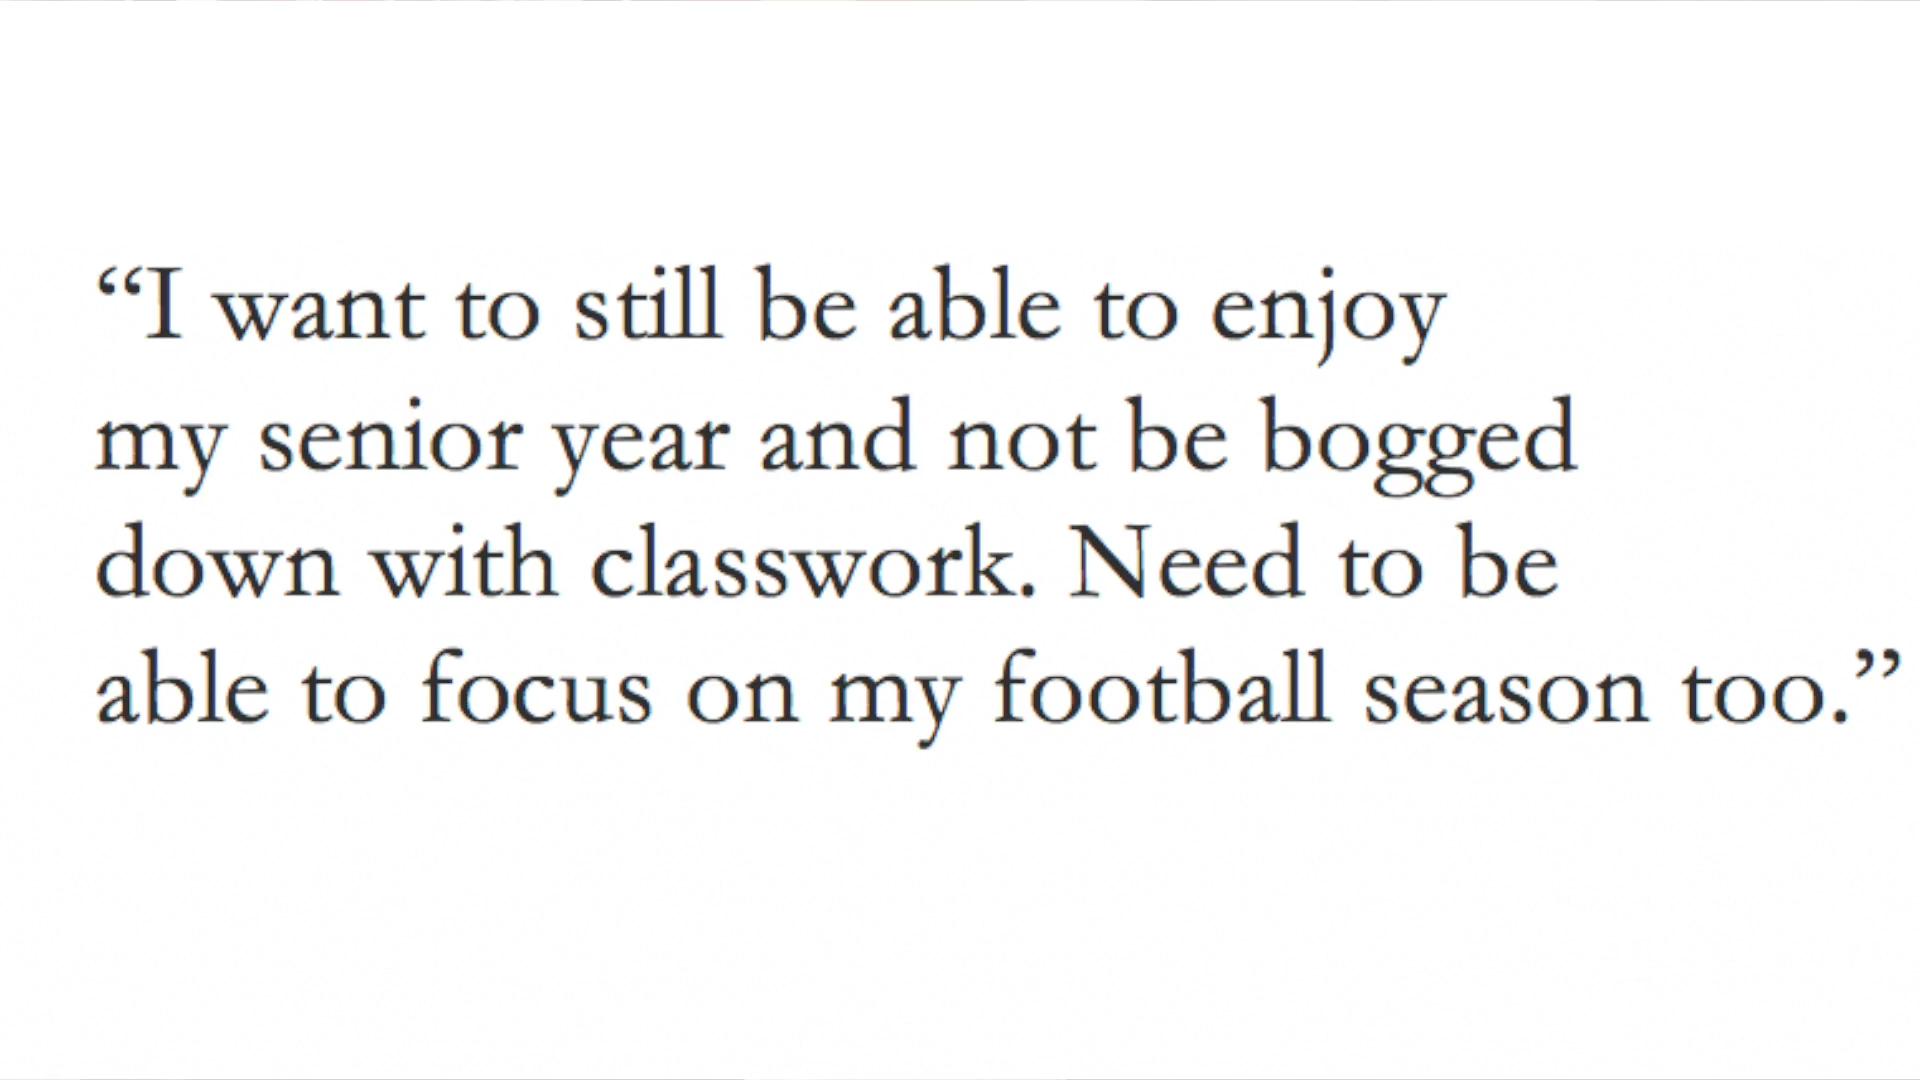 “I want to still be able to enjoy
my senior year and not be bogged
down with classwork. Need to be
able to focus on my football season too.”